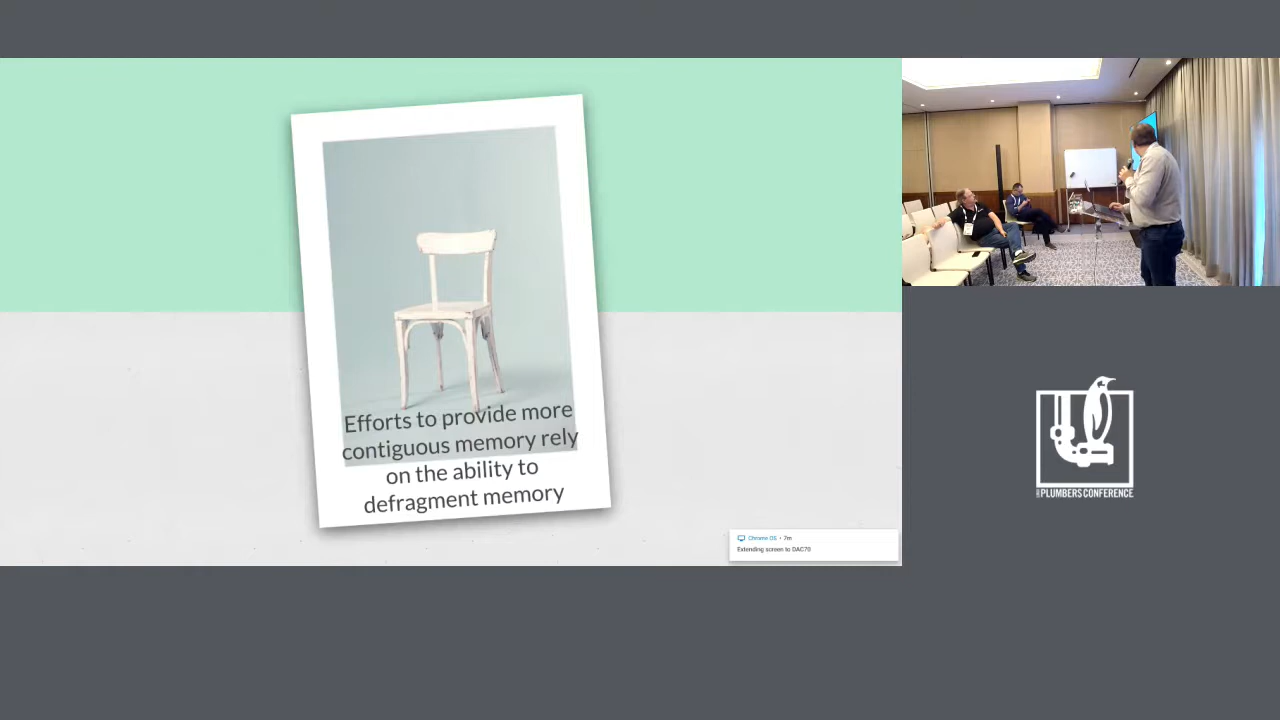 Efforts to provide more
contiguous memory rely
on the ability to
defragment memory
Chrome OS • 7m
Extending screen to DAC70
PLUMBERS CONFERENCE